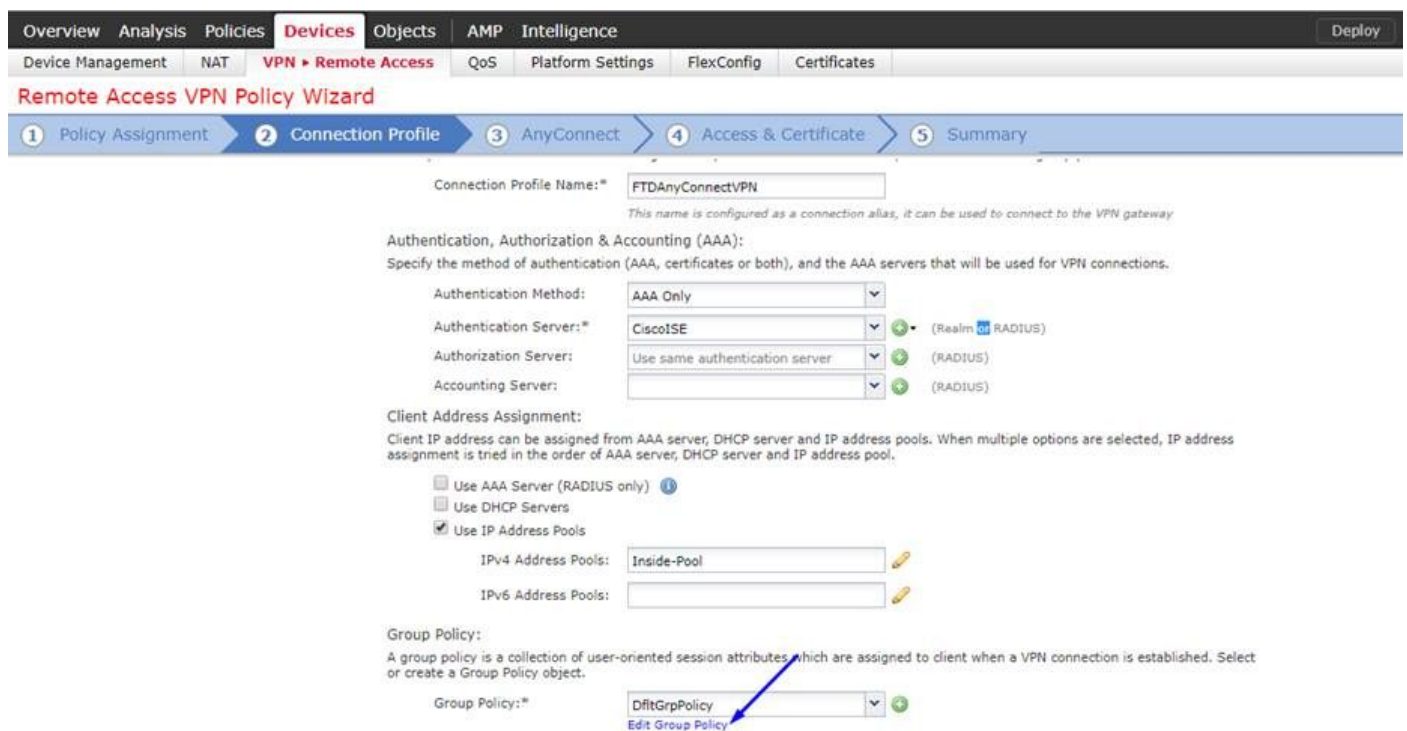 Overview Analysis Policies Devices Objects AMP Intelligence Deploy
Device Management NAT VPN ▸ Remote Access QoS Platform Settings FlexConfig Certificates
Remote Access VPN Policy Wizard
1 Policy Assignment 2 Connection Profile 3 AnyConnect 4 Access & Certificate 5 Summary
Connection Profile Name:* FTDAnyConnectVPN
This name is configured as a connection alias, it can be used to connect to the VPN gateway
Authentication, Authorization & Accounting (AAA):
Specify the method of authentication (AAA, certificates or both), and the AAA servers that will be used for VPN connections.
Authentication Method: AAA Only
Authentication Server:* CiscoISE (Realm or RADIUS)
Authorization Server: Use same authentication server (RADIUS)
Accounting Server: (RADIUS)
Client Address Assignment:
Client IP address can be assigned from AAA server, DHCP server and IP address pools. When multiple options are selected, IP address
assignment is tried in the order of AAA server, DHCP server and IP address pool.
Use AAA Server (RADIUS only)
Use DHCP Servers
Use IP Address Pools
IPv4 Address Pools: Inside-Pool
IPv6 Address Pools:
Group Policy:
A group policy is a collection of user-oriented session attributes which are assigned to client when a VPN connection is established. Select
or create a Group Policy object.
Group Policy:* DfltGrpPolicy
Edit Group Policy